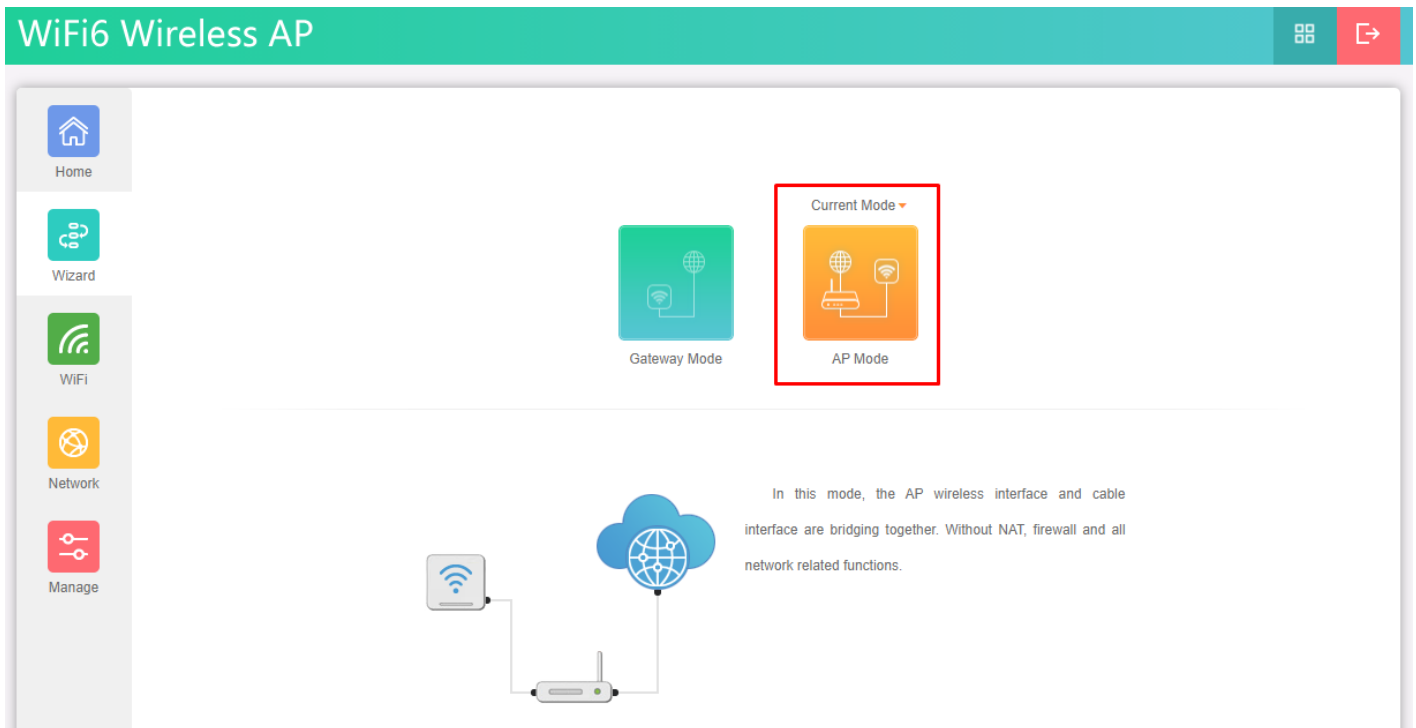 WiFi6 Wireless AP
Home
Wizard
WiFi
Network
Manage
Current Mode
Gateway Mode
AP Mode
In this mode, the AP wireless interface and cable
interface are bridging together. Without NAT, firewall and all
network related functions.